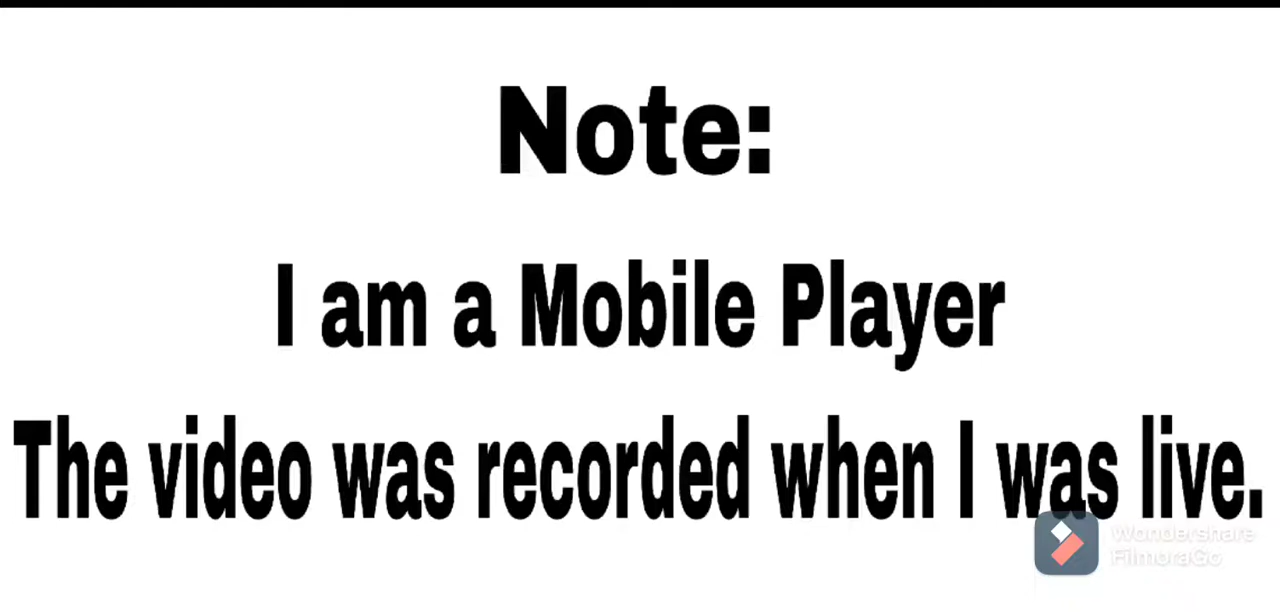 Note:
I am a Mobile Player
The video was recorded when I was live.
Wondershare
FilmoraGo